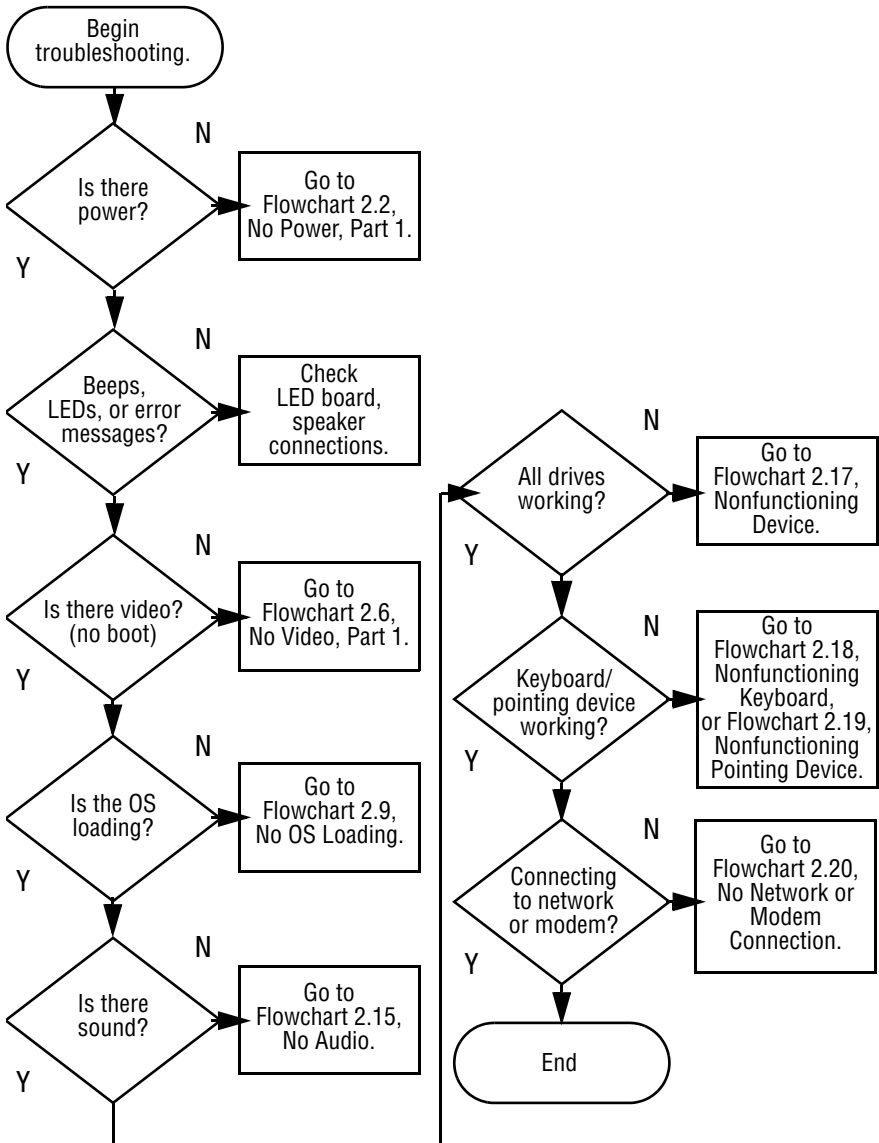 Begin
troubleshooting.
N
Is there
power?
Go to
Flowchart 2.2,
No Power, Part 1.
Y
N
Beeps,
LEDs, or error
messages?
Check
LED board,
speaker
connections.
Y
N
Is there video?
(no boot)
Go to
Flowchart 2.6,
No Video, Part 1.
Y
N
Is the OS
loading?
Go to
Flowchart 2.9,
No OS Loading.
Y
N
Is there
sound?
Go to
Flowchart 2.15,
No Audio.
Y
N
All drives
working?
Go to
Flowchart 2.17,
Nonfunctioning
Device.
Y
N
Keyboard/
pointing device
working?
Go to
Flowchart 2.18,
Nonfunctioning
Keyboard,
or Flowchart 2.19,
Nonfunctioning
Pointing Device.
Y
N
Connecting
to network
or modem?
Go to
Flowchart 2.20,
No Network or
Modem
Connection.
Y
End